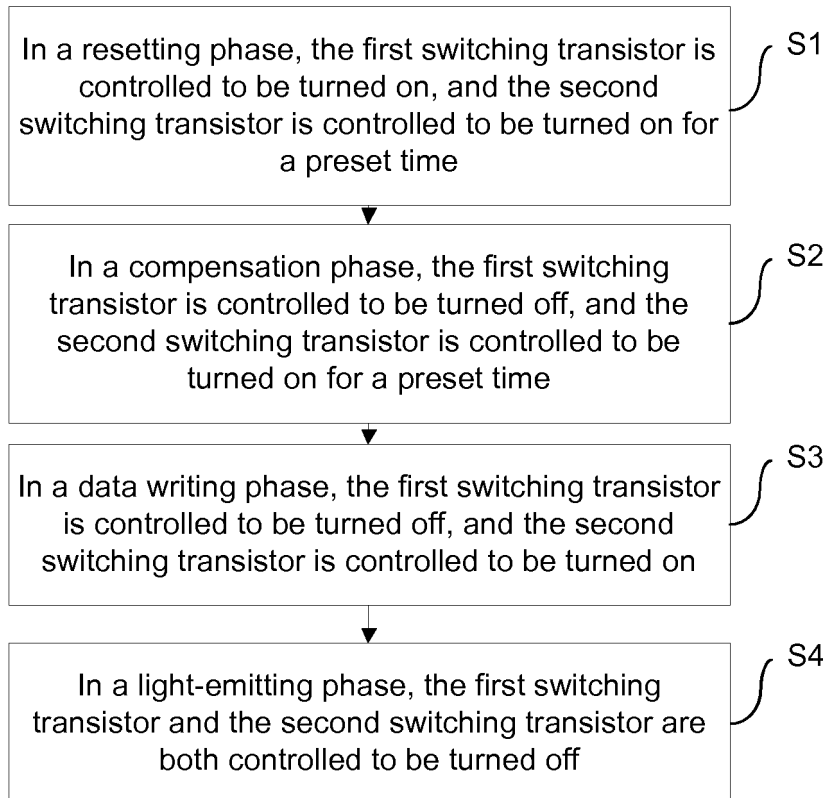 In a resetting phase, the first switching transistor is
controlled to be turned on, and the second
switching transistor is controlled to be turned on for
a preset time
S1
In a compensation phase, the first switching
transistor is controlled to be turned off, and the
second switching transistor is controlled to be
turned on for a preset time
S2
In a data writing phase, the first switching transistor
is controlled to be turned off, and the second
switching transistor is controlled to be turned on
S3
In a light-emitting phase, the first switching
transistor and the second switching transistor are
both controlled to be turned off
S4